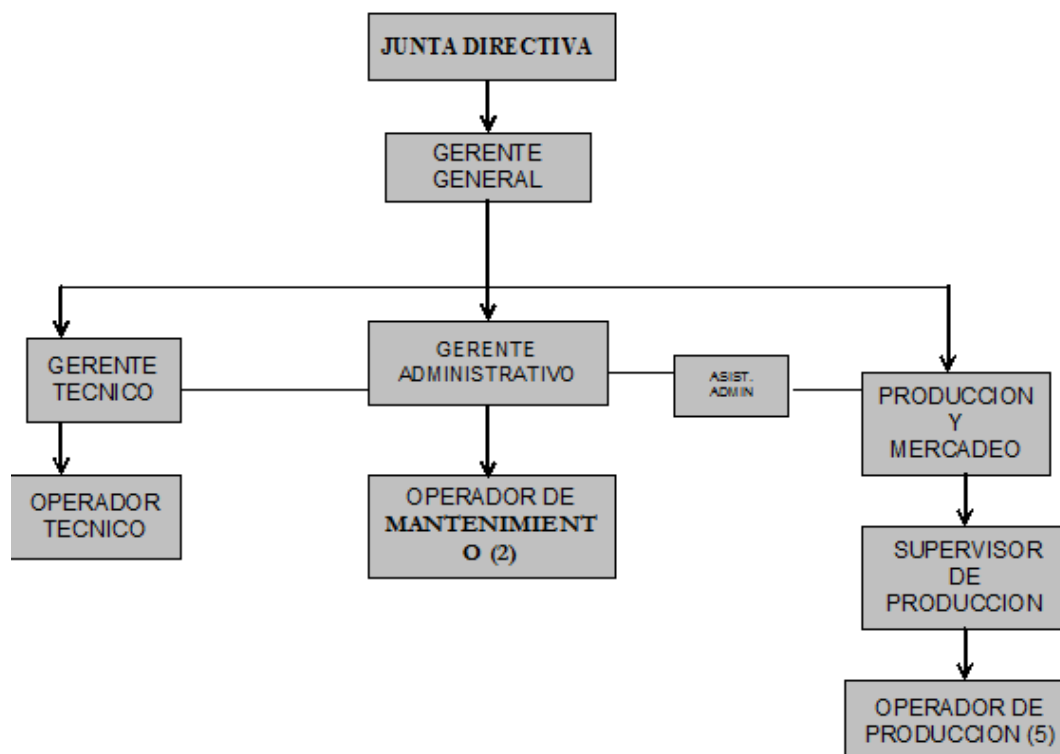 JUNTA DIRECTIVA
GERENTE
GENERAL
GERENTE
TECNICO
GERENTE
ADMINISTRATIVO
ASIST.
ADMIN
PRODUCCION
Y
MERCADEO
OPERADOR
TECNICO
OPERADOR DE
MANTENIMIENT
O (2)
SUPERVISOR
DE
PRODUCCION
OPERADOR DE
PRODUCCION (5)